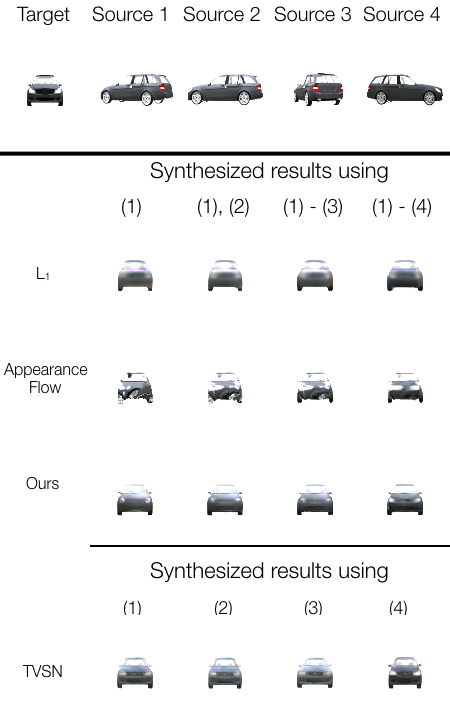 Target Source 1 Source 2 Source 3 Source 4
Synthesized results using
(1) (1), (2) (1) - (3) (1) - (4)
L₁
Appearance
Flow
Ours
Synthesized results using
(1) (2) (3) (4)
TVSN